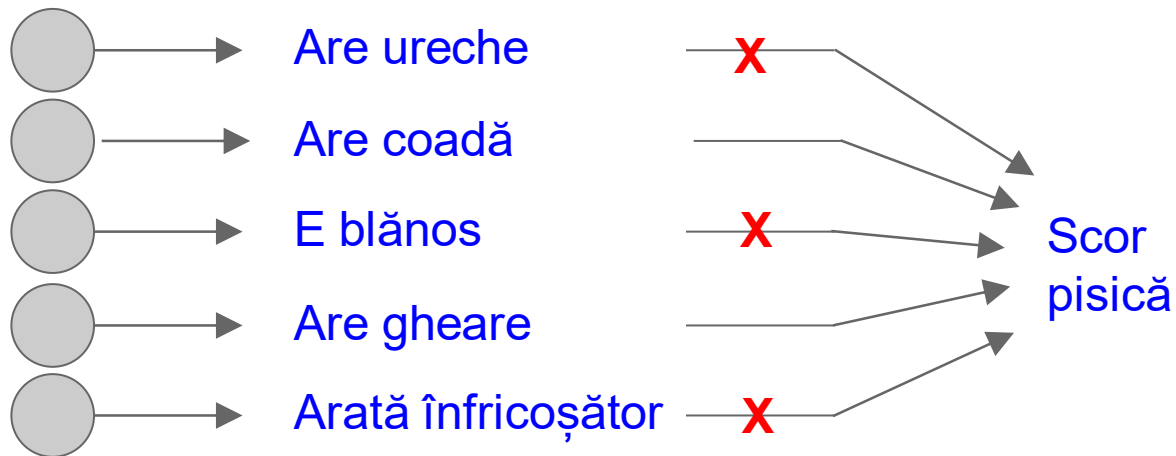 Are ureche
X
Are coadă
E blănos
X
Scor
pisică
Are gheare
Arată înfricoșător
X